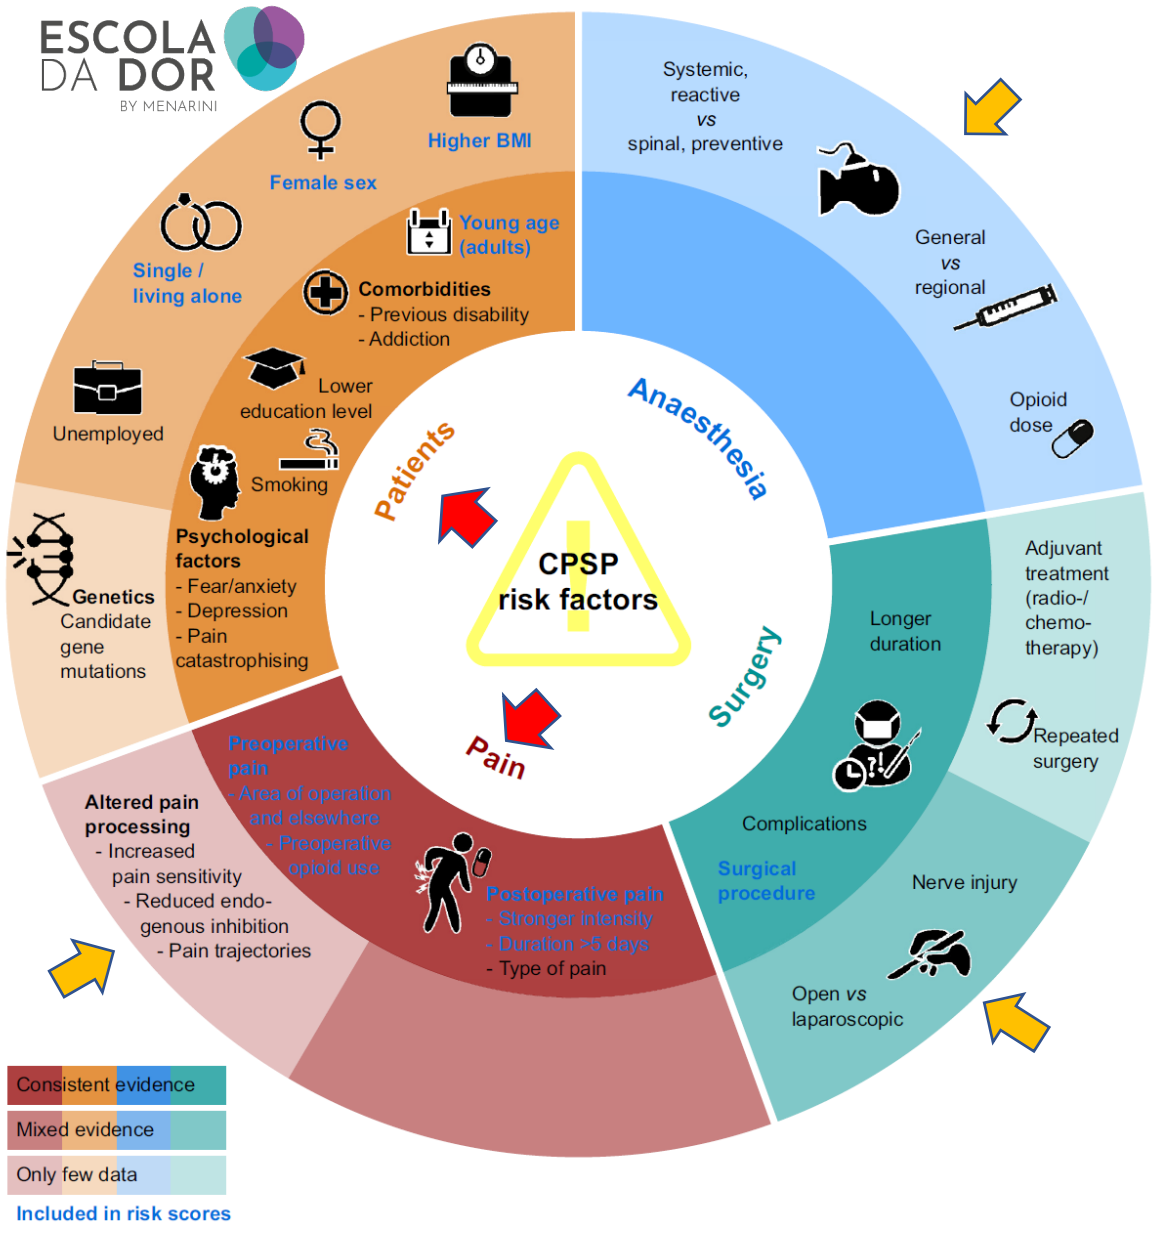 ESCOLA
DA DOR
BY MENARINI
Higher BMI
Female sex
Single /
living alone
Unemployed
Young age
(adults)
Comorbidities
- Previous disability
- Addiction
Lower
education level
Smoking
Psychological
factors
- Fear/anxiety
- Depression
- Pain
catastrophising
Genetics
Candidate
gene
mutations
Systemic,
reactive
vs
spinal, preventive
General
vs
regional
Opioid
dose
Patients
Anaesthesia
Surgery
Pain
!
CPSP
risk factors
Adjuvant
treatment
(radio-/
chemo-
therapy)
Repeated
surgery
Longer
duration
?!
Complications
Surgical
procedure
Nerve injury
Open vs
laparoscopic
Preoperative
pain
- Area of operation
and elsewhere
- Preoperative
opioid use
Postoperative pain
- Stronger intensity
- Duration >5 days
- Type of pain
Altered pain
processing
- Increased
pain sensitivity
- Reduced endo-
genous inhibition
- Pain trajectories
Consistent evidence
Mixed evidence
Only few data
Included in risk scores